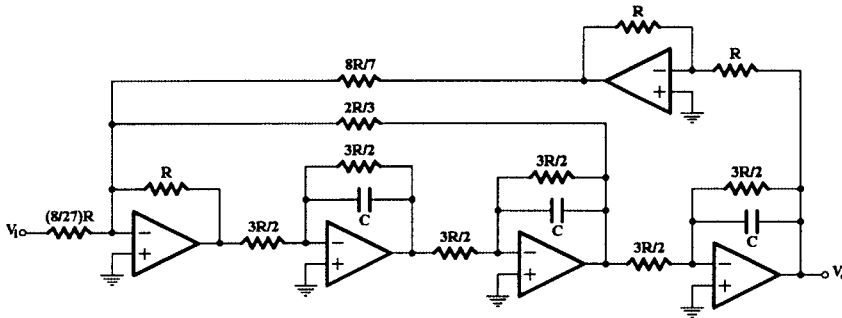 R
8R/7
R
2R/3
3R/2
3R/2
3R/2
R
(8/27)R
C
C
C
Vi
3R/2
3R/2
3R/2
Vo
− +
− +
− +
− +
− +